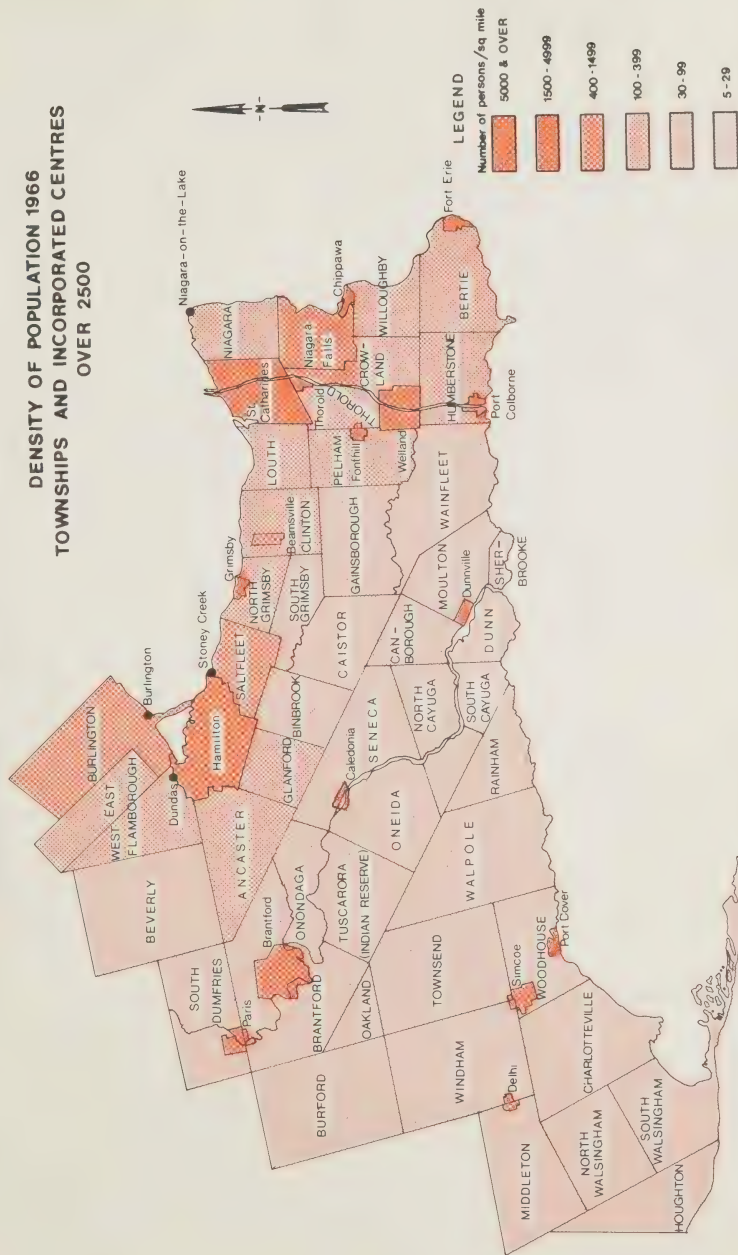 DENSITY OF POPULATION 1966
TOWNSHIPS AND INCORPORATED CENTRES
OVER 2500
-N-
LEGEND
Number of persons/sq mile
5000 & OVER
1500-4999
400-1499
100-399
30-99
5-29
Niagara-on-the-Lake
NIAGARA
St.
Catharines
Niagara
Falls
Chippawa
WILLOUGHBY
Fort Erie
BERTIE
Thorold
THOROLD
CROW-
LAND
HUMBERSTONE
Port
Colborne
LOUTH
PELHAM
Fonthill
Welland
Beamsville
CLINTON
GAINSBOROUGH
WAINFLEET
Grimsby
NORTH
GRIMSBY
SOUTH
GRIMSBY
CAISTOR
MOULTON
Dunnville
SHER-
BROOKE
Stoney Creek
SALTFLEET
BINBROOK
CAN-
BOROUGH
DUNN
Burlington
BURLINGTON
Hamilton
GLANFORD
SENECA
NORTH
CAYUGA
SOUTH
CAYUGA
WEST EAST
FLAMBOROUGH
Dundas
ANCASTER
Caledonia
ONEIDA
RAINHAM
BEVERLY
ONONDAGA
TUSCARORA
(INDIAN RESERVE)
WALPOLE
SOUTH
DUMFRIES
Paris
Brantford
BRANTFORD
OAKLAND
TOWNSEND
Simcoe
WOODHOUSE
Port Cover
BURFORD
WINDHAM
Delhi
CHARLOTTEVILLE
MIDDLETON
NORTH
WALSINGHAM
SOUTH
WALSINGHAM
HOUGHTON